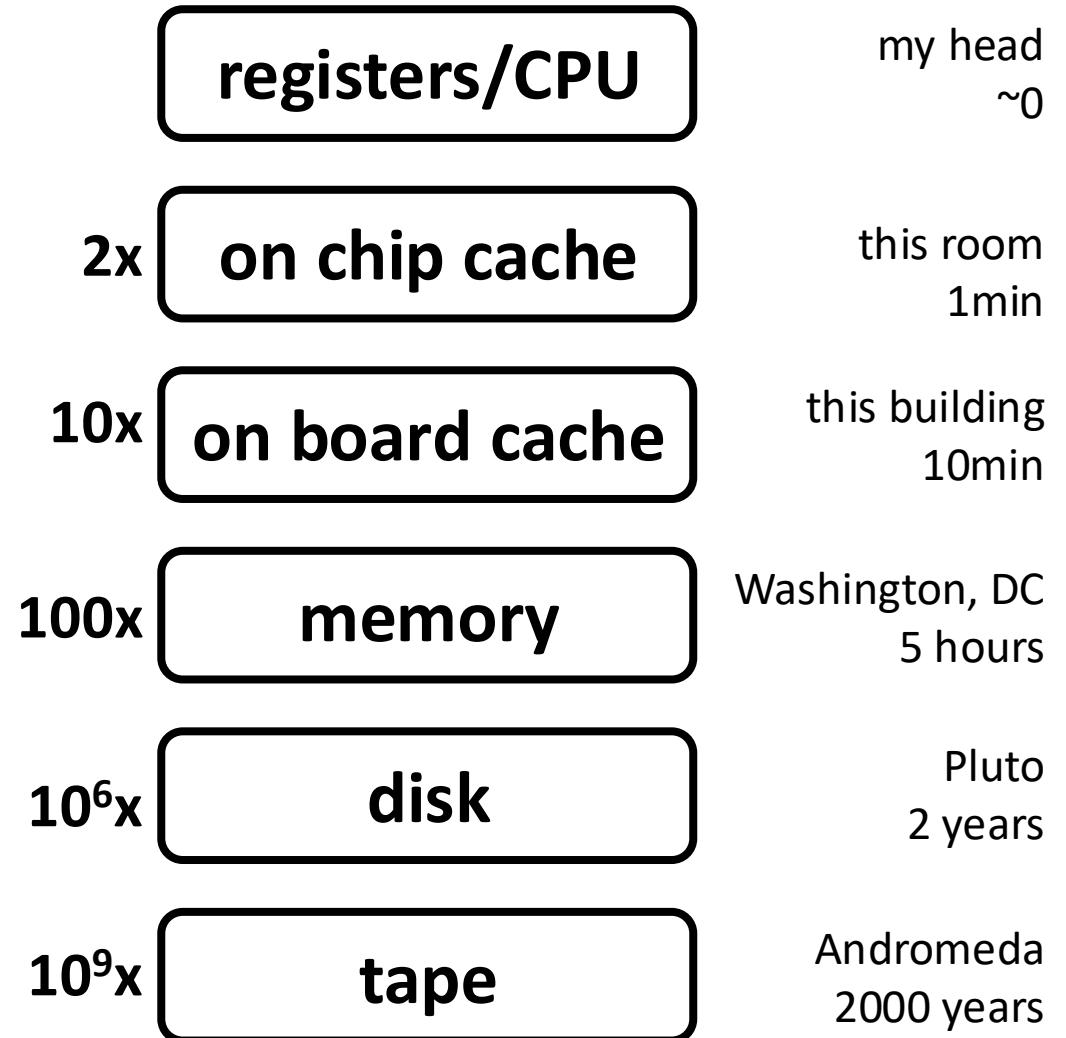 registers/CPU
my head
~0
2x
on chip cache
this room
1min
10x
on board cache
this building
10min
100x
memory
Washington, DC
5 hours
10⁶x
disk
Pluto
2 years
10⁹x
tape
Andromeda
2000 years